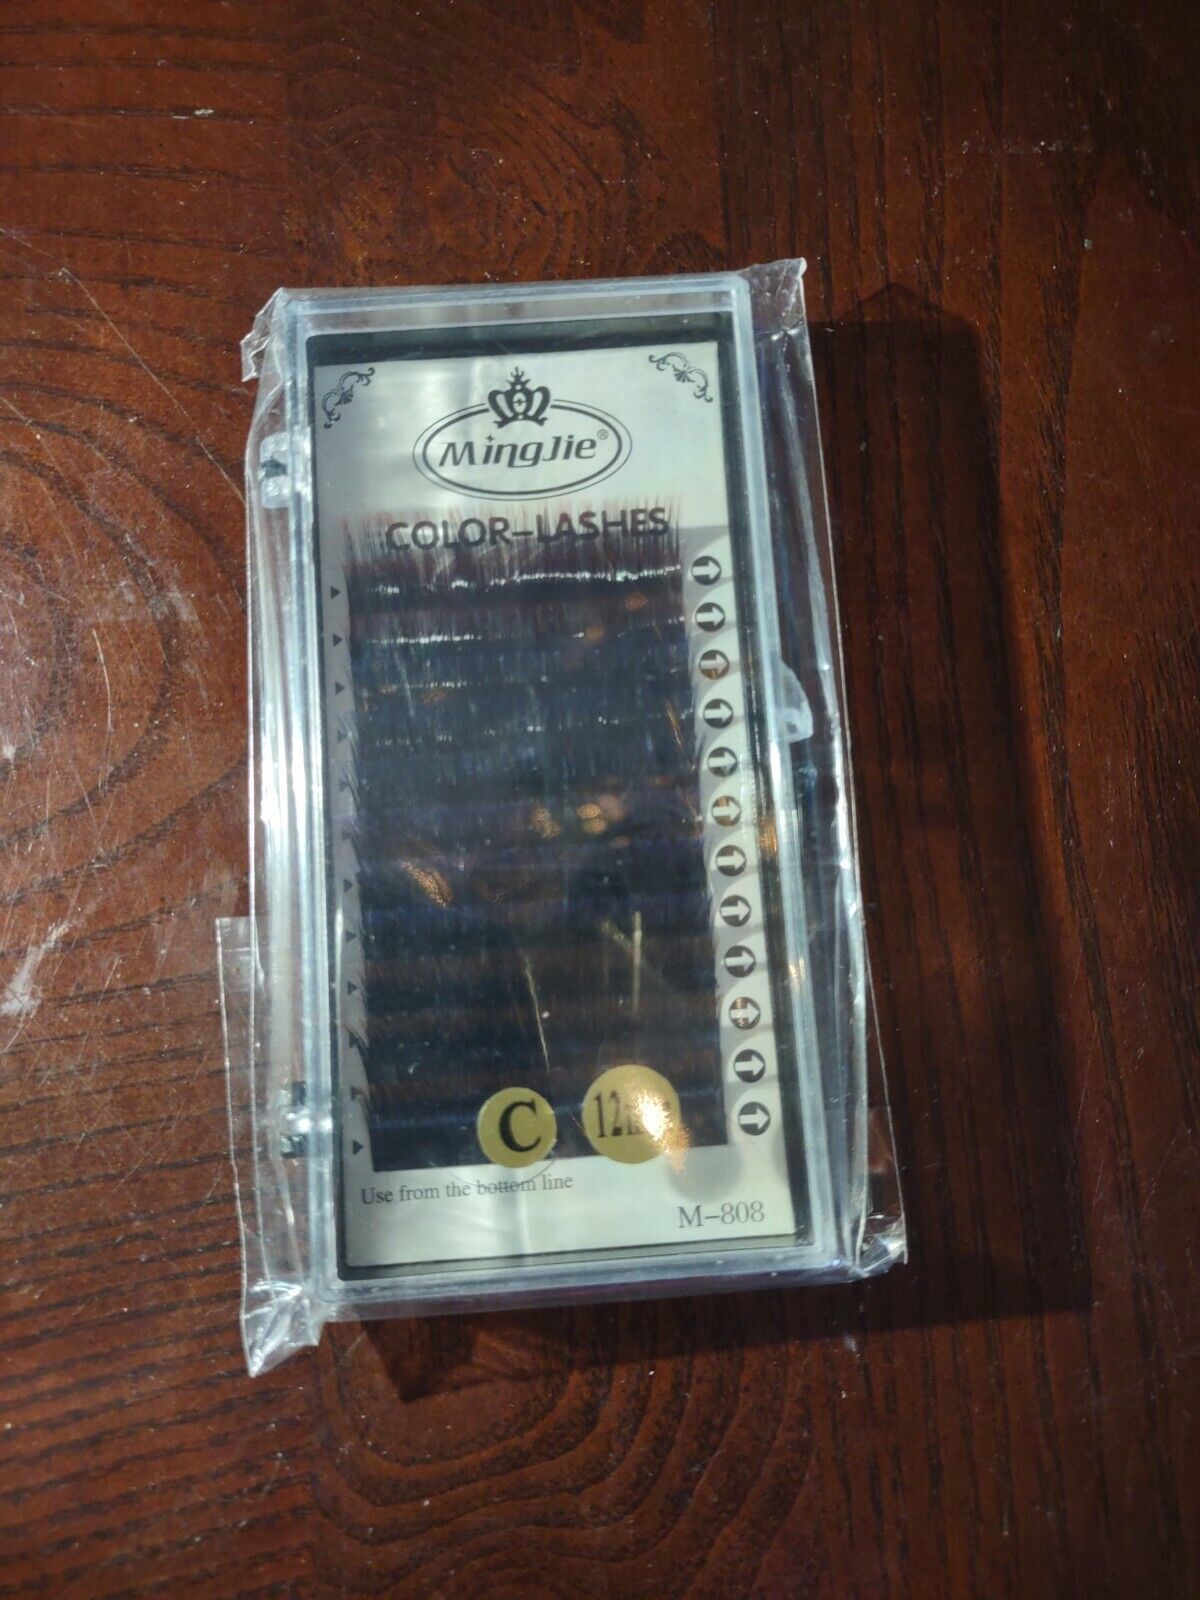 MingJie®
COLOR-LASHES
C
Use from the bottom line
M-808